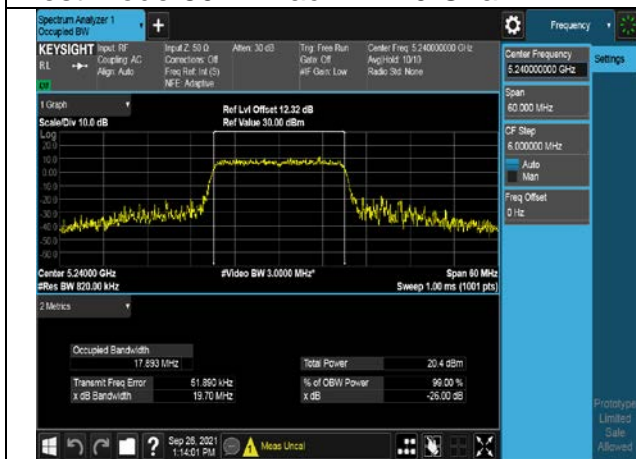 Spectrum Analyzer 1
Occupied BW
Frequency
KEYSIGHT
RL
Input: RF
Coupling: AC
Align: Auto
Input Z: 50 Ω
Corrections: Off
Freq Ref: Int (S)
NFE: Adaptive
Atten: 30 dB
Trig: Free Run
Gate: Off
#IF Gain: Low
Center Freq: 5.240000000 GHz
Avg|Hold: 10/10
Radio Std: None
Center Frequency
5.240000000 GHz
Settings
Span
60.000 MHz
CF Step
6.000000 MHz
Auto
Man
Freq Offset
0 Hz
1 Graph
Scale/Div 10.0 dB
Ref Lvl Offset 12.32 dB
Ref Value 30.00 dBm
Log
20.0
10.0
0.00
-10.0
-20.0
-30.0
-40.0
-50.0
-60.0
Center 5.24000 GHz
#Res BW 820.00 kHz
#Video BW 3.0000 MHz*
Span 60 MHz
Sweep 1.00 ms (1001 pts)
2 Metrics
Occupied Bandwidth
17.893 MHz
Total Power 20.4 dBm
Transmit Freq Error 51.890 kHz
% of OBW Power 99.00 %
x dB Bandwidth 19.70 MHz
x dB -26.00 dB
Prototype
Limited
Sale
Allowed
Sep 26, 2021
1:14:01 PM
Meas Uncal